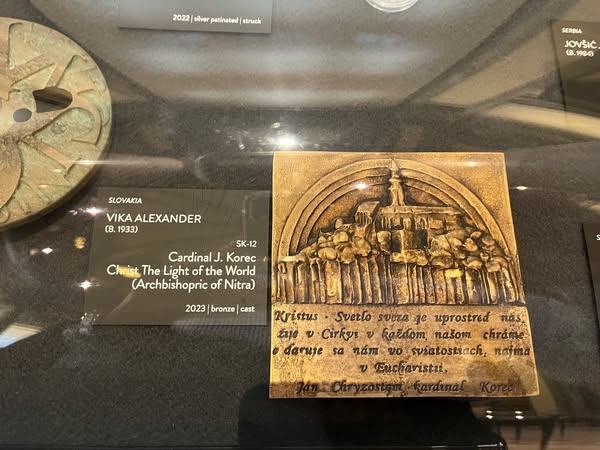 2022 | silver patinated | struck
SERBIA
JOVŠIĆ
(B. 1984)
SLOVAKIA
VIKA ALEXANDER
(B. 1933)
SK-12
Cardinal J. Korec
Christ The Light of the World
(Archbishopric of Nitra)
2023 | bronze | cast
Kristus · Svetlo sveta je uprostred nás,
žije v Cirkvi v každom našom chráme
a daruje sa nám vo sviatostiach, najmä
v Eucharistii.
Ján Chryzostom kardinál Korec